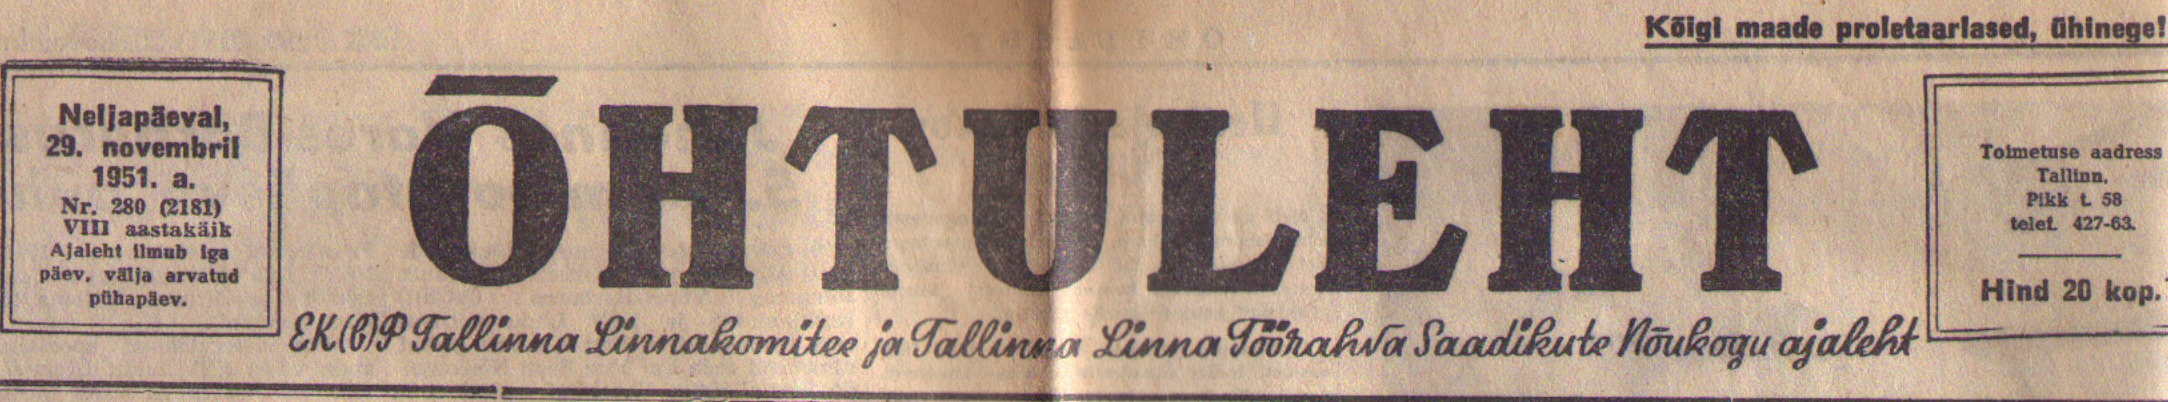 Kõigi maade proletaarlased, ühinege!
Neljapäeval,
29. novembril
1951. a.
Nr. 280 (2181)
VIII aastakäik
Ajaleht ilmub iga
päev, välja arvatud
pühapäev.
ÕHTULEHT
EK(b)P Tallinna Linnakomitee ja Tallinna Linna Töörahva Saadikute Nõukogu ajaleht
Toimetuse aadress
Tallinn,
Pikk t. 58
telef. 427-63.
Hind 20 kop.